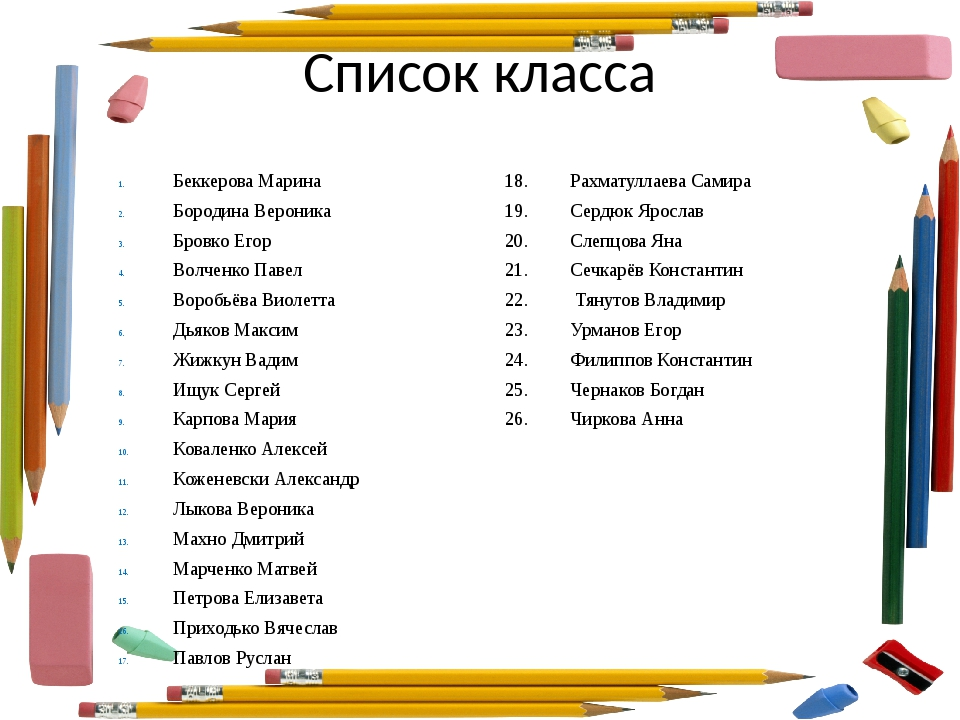 Список класса
1. Беккерова Марина
2. Бородина Вероника
3. Бровко Егор
4. Волченко Павел
5. Воробьёва Виолетта
6. Дьяков Максим
7. Жижкун Вадим
8. Ищук Сергей
9. Карпова Мария
10. Коваленко Алексей
11. Коженевски Александр
12. Лыкова Вероника
13. Махно Дмитрий
14. Марченко Матвей
15. Петрова Елизавета
16. Приходько Вячеслав
17. Павлов Руслан
18. Рахматуллаева Самира
19. Сердюк Ярослав
20. Слепцова Яна
21. Сечкарёв Константин
22. Тянутов Владимир
23. Урманов Егор
24. Филиппов Константин
25. Чернаков Богдан
26. Чиркова Анна